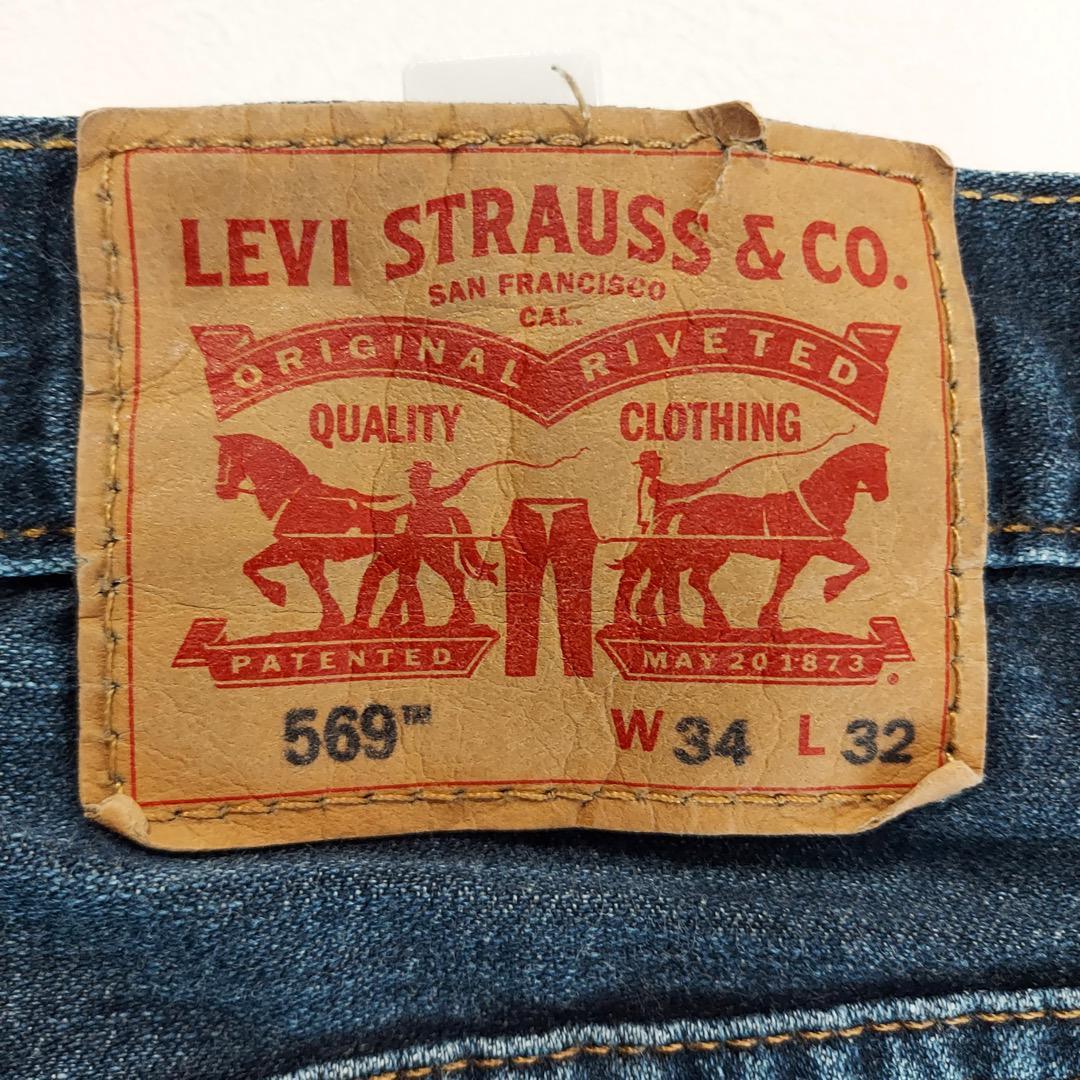 LEVI STRAUSS & CO.
SAN FRANCISCO
CAL.
ORIGINAL RIVETED
QUALITY CLOTHING
PATENTED MAY 20 1873 ®
569™ W 34 L 32